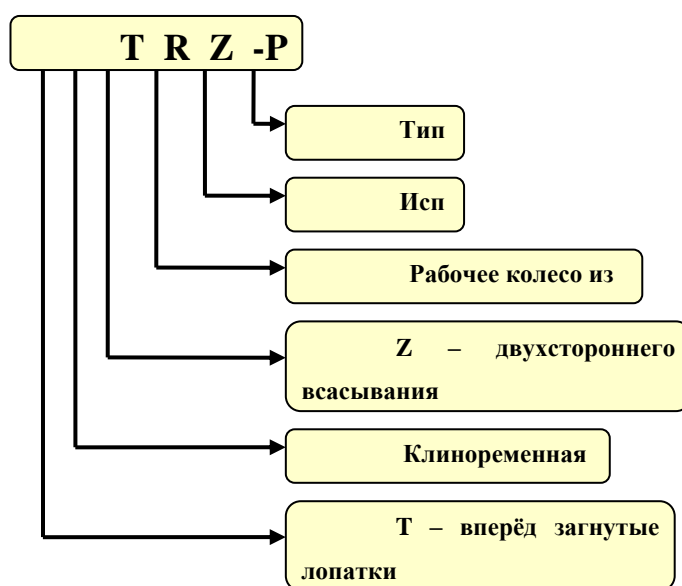 T R Z -P
Тип
Исп
Рабочее колесо из
Z – двухстороннего
всасывания
Клиноременная
Т – вперёд загнутые
лопатки